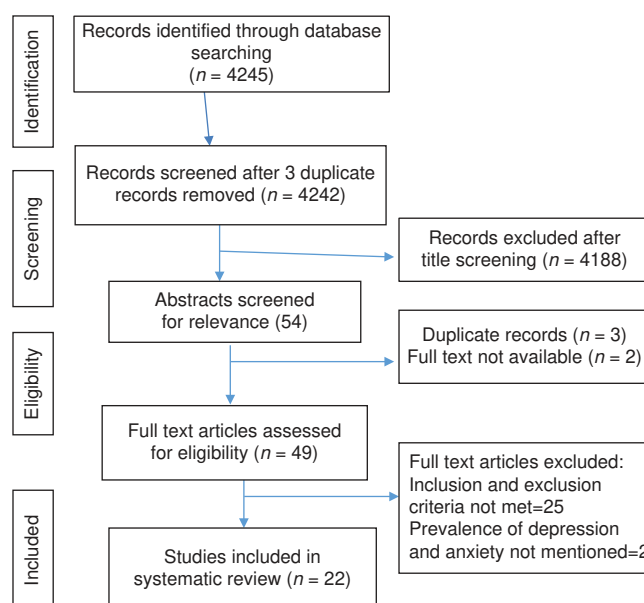 Identification
Records identified through database
searching
(n = 4245)
Records screened after 3 duplicate
records removed (n = 4242)
Screening
Records excluded after
title screening (n = 4188)
Abstracts screened
for relevance (54)
Duplicate records (n = 3)
Full text not available (n = 2)
Eligibility
Full text articles assessed
for eligibility (n = 49)
Full text articles excluded:
Inclusion and exclusion
criteria not met=25
Prevalence of depression
and anxiety not mentioned=2
Included
Studies included in
systematic review (n = 22)